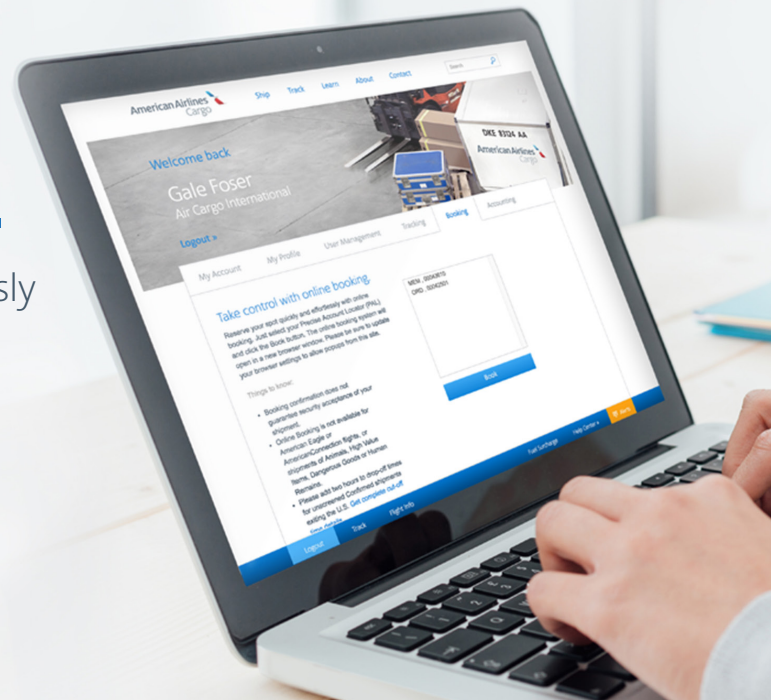 sly
American Airlines
Cargo
Ship Track Learn About Contact
Search
Welcome back
Gale Foser
Air Cargo International
Logout »
DKE 83124 AA
American Airlines
Cargo
My Account My Profile User Management Tracking Booking Accounting
Take control with online booking.
Reserve your spot quickly and effortlessly with online
booking. Just select your Precise Account Locator (PAL)
and click the Book button. The online booking system will
open in a new browser window. Please be sure to update
your browser settings to allow popups from this site.
Things to know:
• Booking confirmation does not
guarantee security acceptance of your
shipment.
• Online Booking is not available for
American Eagle or
AmericanConnection flights, or
shipments of Animals, High Value
Items, Dangerous Goods or Human
Remains.
• Please add two hours to drop-off times
for unscreened Confirmed shipments
exiting the U.S. Get complete cut-off
time details
Book
Logout Track Flight Info
Fuel Surcharge Help Center »